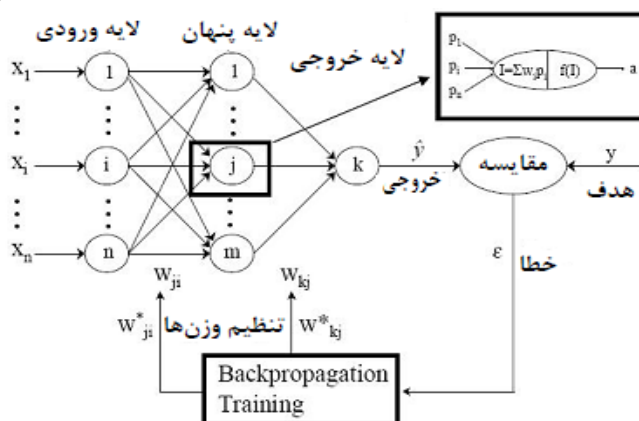 لایه ورودی
لایه پنهان
لایه خروجی
p₁
pᵢ
pₙ
I=Σwᵢpᵢ
f(I)
a
x₁
1
1
xᵢ
i
j
k
ŷ
خروجی
مقایسه
y
هدف
xₙ
n
m
ε
خطا
wⱼᵢ
wₖⱼ
w*ⱼᵢ
تنظیم وزن‌ها
w*ₖⱼ
Backpropagation
Training